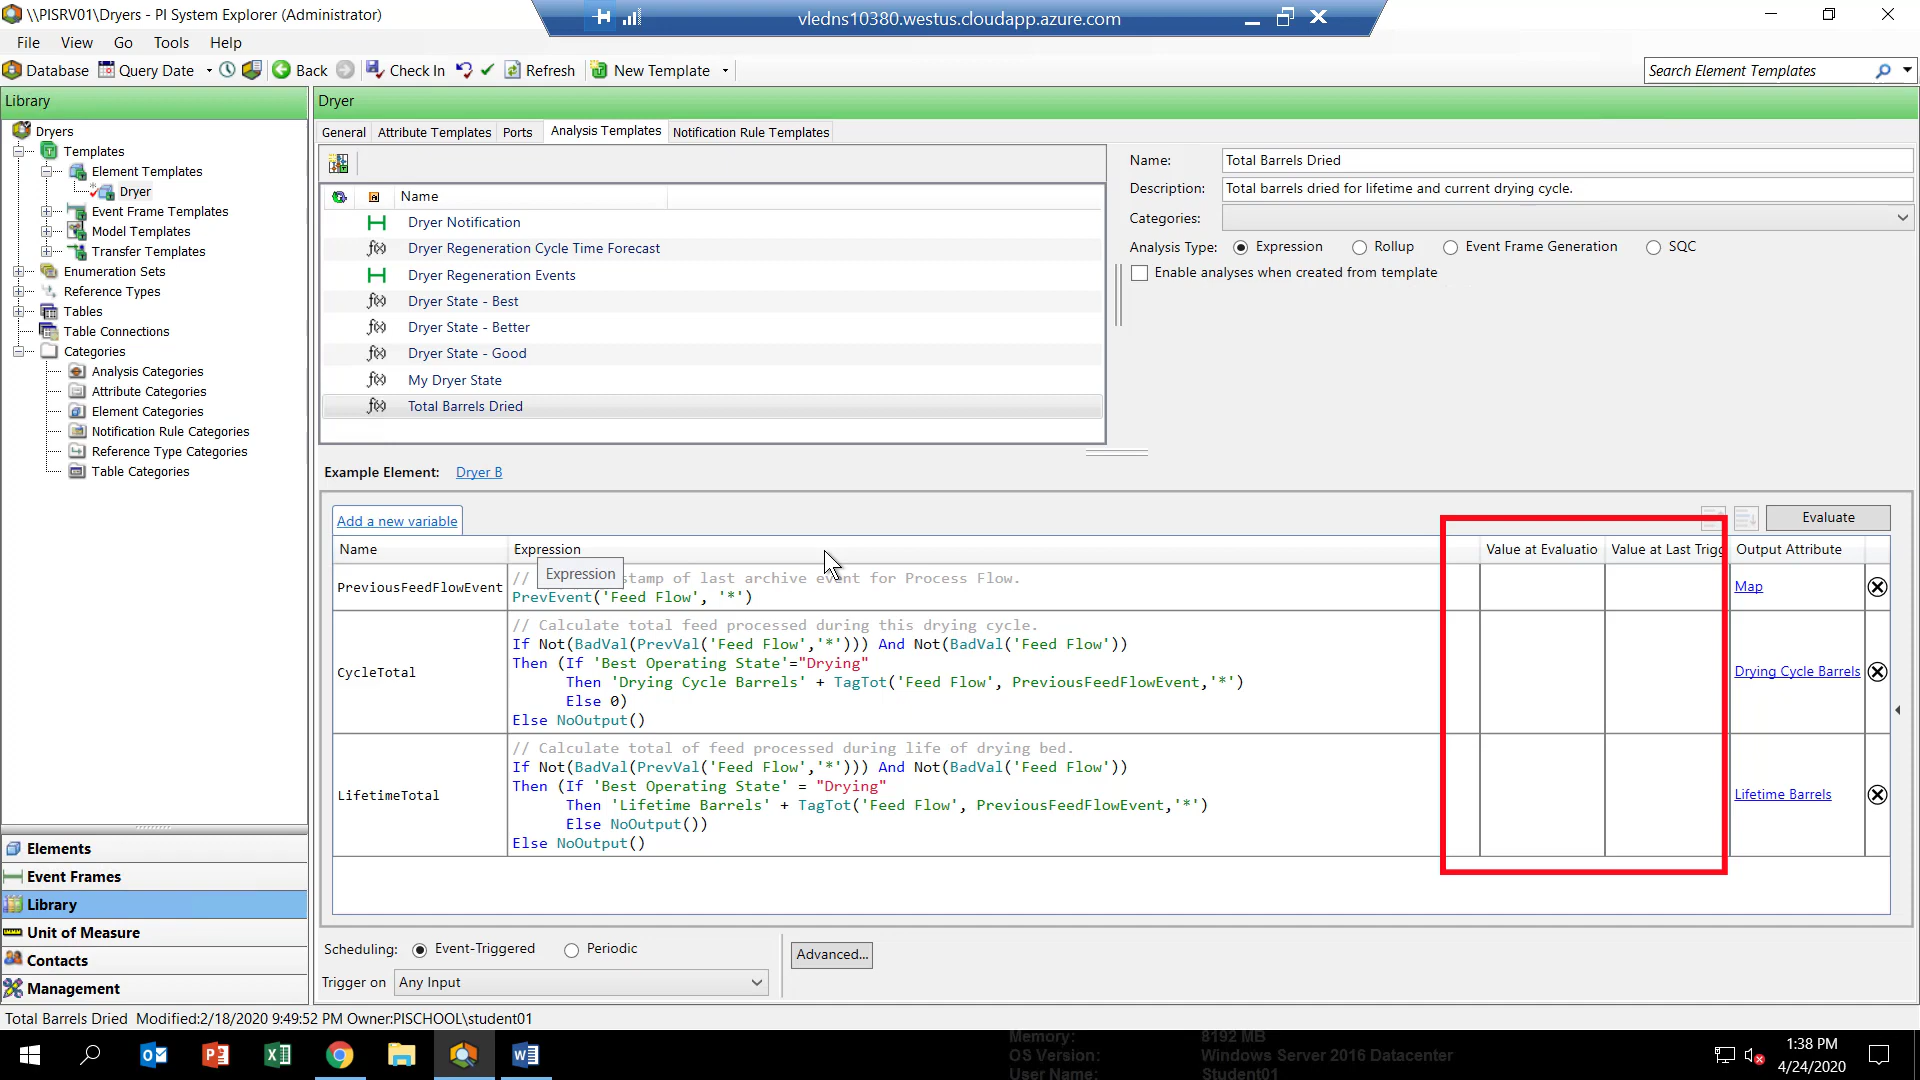 \\PISRV01\Dryers - PI System Explorer (Administrator)
vledns10380.westus.cloudapp.azure.com
File View Go Tools Help
Database Query Date Back Check In Refresh New Template
Search Element Templates
Library
Dryers
Templates
Element Templates
Dryer
Event Frame Templates
Model Templates
Transfer Templates
Enumeration Sets
Reference Types
Tables
Table Connections
Categories
Analysis Categories
Attribute Categories
Element Categories
Notification Rule Categories
Reference Type Categories
Table Categories
Elements
Event Frames
Library
Unit of Measure
Contacts
Management
Dryer
General Attribute Templates Ports Analysis Templates Notification Rule Templates
Name
Dryer Notification
Dryer Regeneration Cycle Time Forecast
Dryer Regeneration Events
Dryer State - Best
Dryer State - Better
Dryer State - Good
My Dryer State
Total Barrels Dried
Name: Total Barrels Dried
Description: Total barrels dried for lifetime and current drying cycle.
Categories:
Analysis Type: Expression Rollup Event Frame Generation SQC
Enable analyses when created from template
Example Element: Dryer B
Add a new variable
Evaluate
Name Expression Value at Evaluatio Value at Last Trigg Output Attribute
Expression
PreviousFeedFlowEvent
// stamp of last archive event for Process Flow.
PrevEvent('Feed Flow', '*')
Map
CycleTotal
// Calculate total feed processed during this drying cycle.
If Not(BadVal(PrevVal('Feed Flow','*'))) And Not(BadVal('Feed Flow'))
Then (If 'Best Operating State'="Drying"
Then 'Drying Cycle Barrels' + TagTot('Feed Flow', PreviousFeedFlowEvent,'*')
Else 0)
Else NoOutput()
Drying Cycle Barrels
LifetimeTotal
// Calculate total of feed processed during life of drying bed.
If Not(BadVal(PrevVal('Feed Flow','*'))) And Not(BadVal('Feed Flow'))
Then (If 'Best Operating State' = "Drying"
Then 'Lifetime Barrels' + TagTot('Feed Flow', PreviousFeedFlowEvent,'*')
Else NoOutput())
Else NoOutput()
Lifetime Barrels
Scheduling: Event-Triggered Periodic
Advanced...
Trigger on Any Input
Total Barrels Dried Modified:2/18/2020 9:49:52 PM Owner:PISCHOOL\student01
Memory: 8192 MB
OS Version: Windows Server 2016 Datacenter
User Name: Student01
1:38 PM
4/24/2020